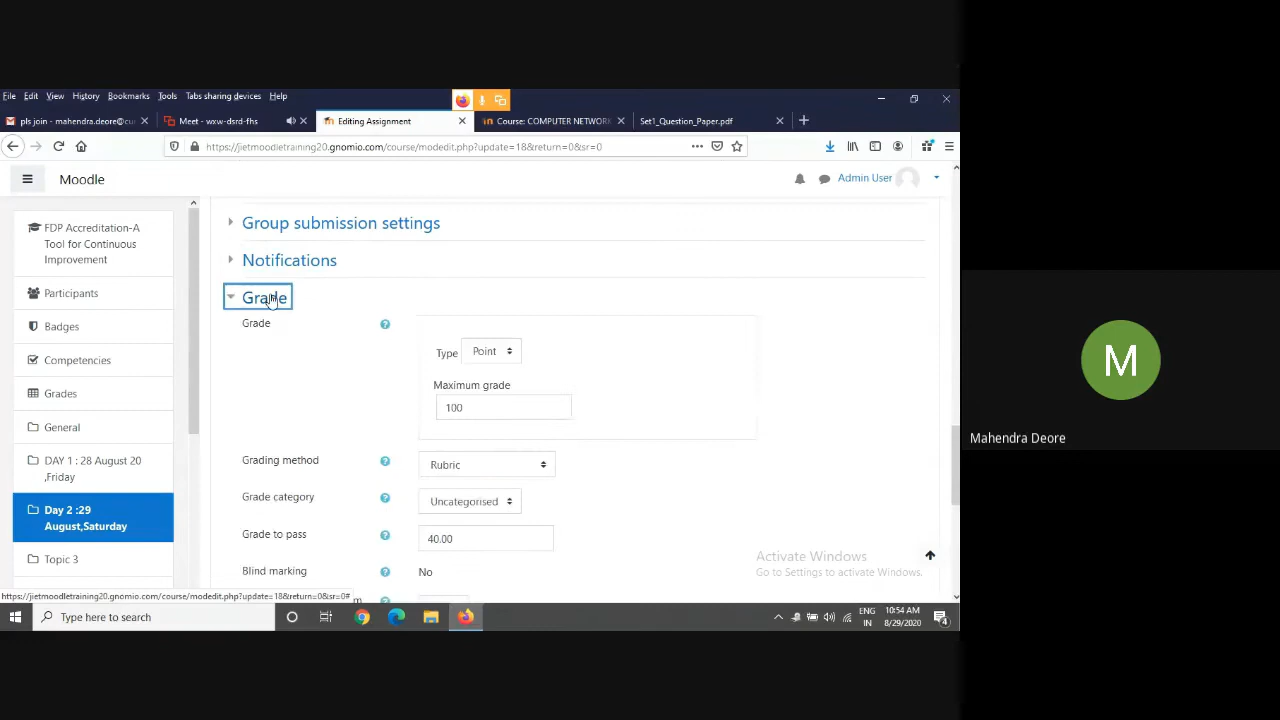 File Edit View History Bookmarks Tools Tabs sharing devices Help
pls join - mahendra.deore@cu
Meet - wxw-dsrd-fhs
Editing Assignment
Course: COMPUTER NETWORK
Set1_Question_Paper.pdf
https://jietmoodletraining20.gnomio.com/course/modedit.php?update=18&return=0&sr=0
Moodle
Admin User
FDP Accreditation-A
Tool for Continuous
Improvement
Participants
Badges
Competencies
Grades
General
DAY 1 : 28 August 20
,Friday
Day 2 :29
August,Saturday
Topic 3
Group submission settings
Notifications
Grade
Grade
Type Point
Maximum grade
100
Grading method
Rubric
Grade category
Uncategorised
Grade to pass
40.00
Blind marking
No
Activate Windows
Go to Settings to activate Windows.
https://jietmoodletraining20.gnomio.com/course/modedit.php?update=18&return=0&sr=0#
Type here to search
ENG
IN
10:54 AM
8/29/2020
4
M
Mahendra Deore